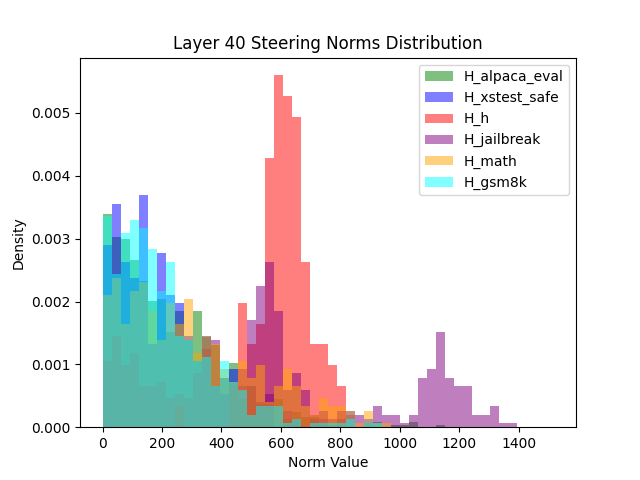 Layer 40 Steering Norms Distribution
H_alpaca_eval
H_xstest_safe
H_h
H_jailbreak
H_math
H_gsm8k
Density
0.005
0.004
0.003
0.002
0.001
0.000
0 200 400 600 800 1000 1200 1400
Norm Value